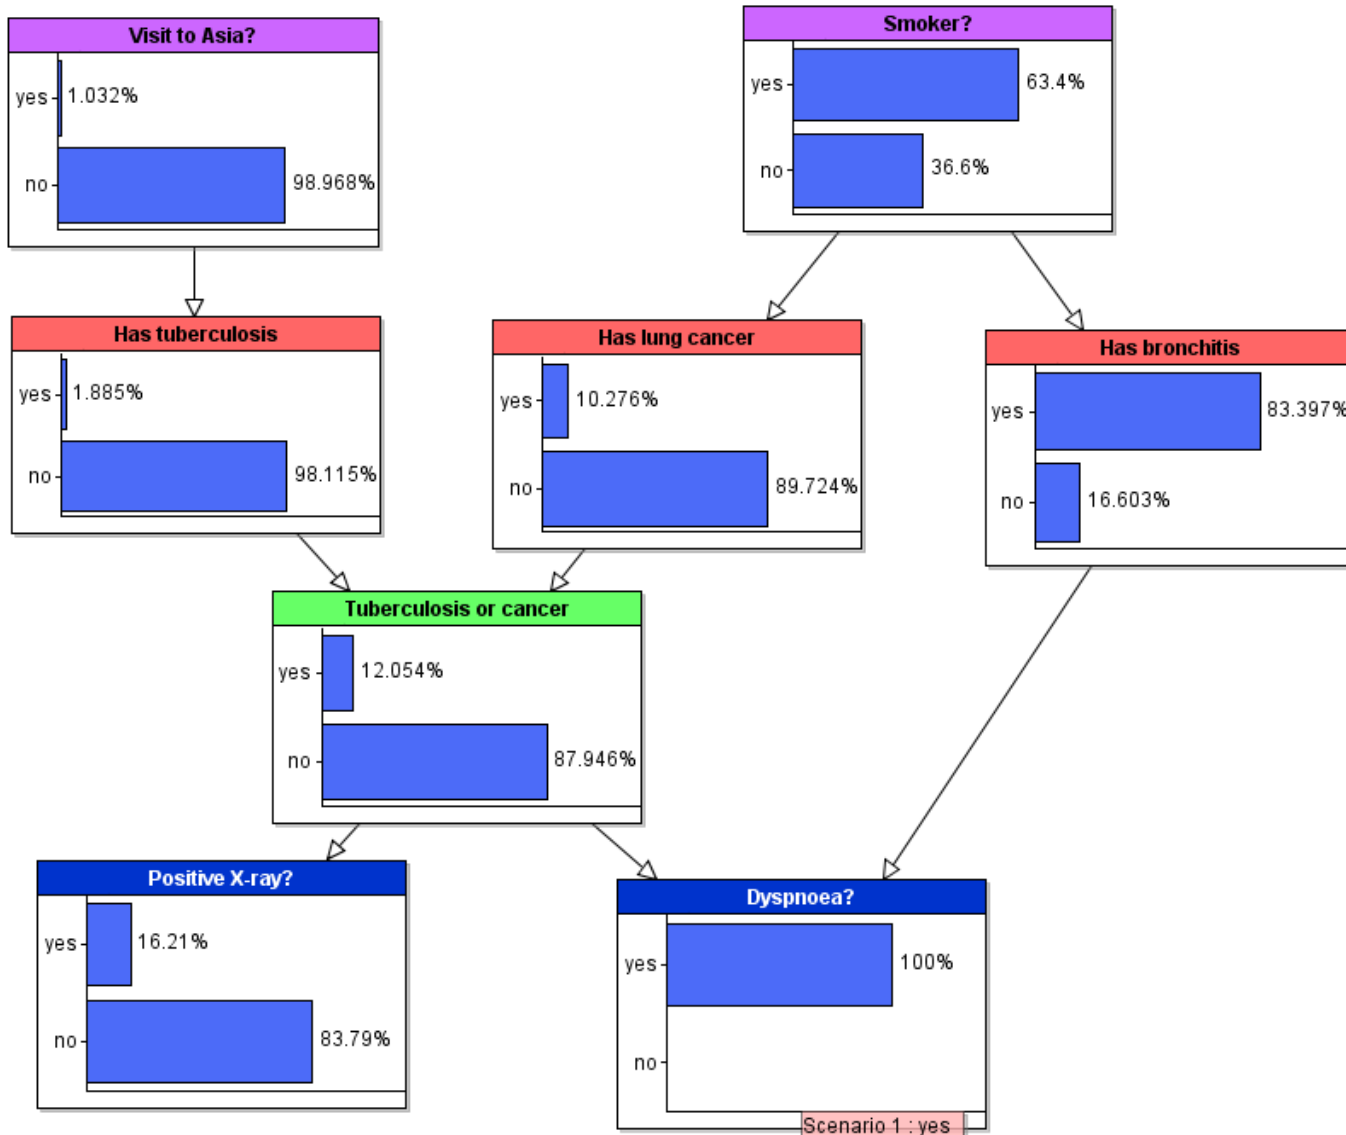 Visit to Asia?
yes
1.032%
no
98.968%
Smoker?
yes
63.4%
no
36.6%
Has tuberculosis
yes
1.885%
no
98.115%
Has lung cancer
yes
10.276%
no
89.724%
Has bronchitis
yes
83.397%
no
16.603%
Tuberculosis or cancer
yes
12.054%
no
87.946%
Positive X-ray?
yes
16.21%
no
83.79%
Dyspnoea?
yes
100%
no
Scenario 1 : yes